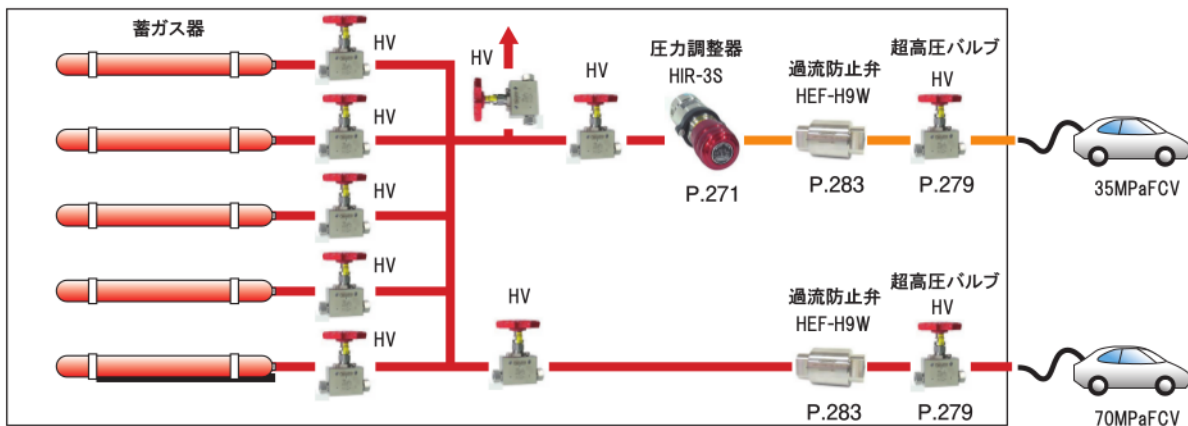 蓄ガス器
HV
HV
HV
HV
HV
HV
HV
圧力調整器
HIR-3S
P.271
過流防止弁
HEF-H9W
P.283
超高圧バルブ
HV
P.279
35MPaFCV
HV
過流防止弁
HEF-H9W
P.283
超高圧バルブ
HV
P.279
70MPaFCV